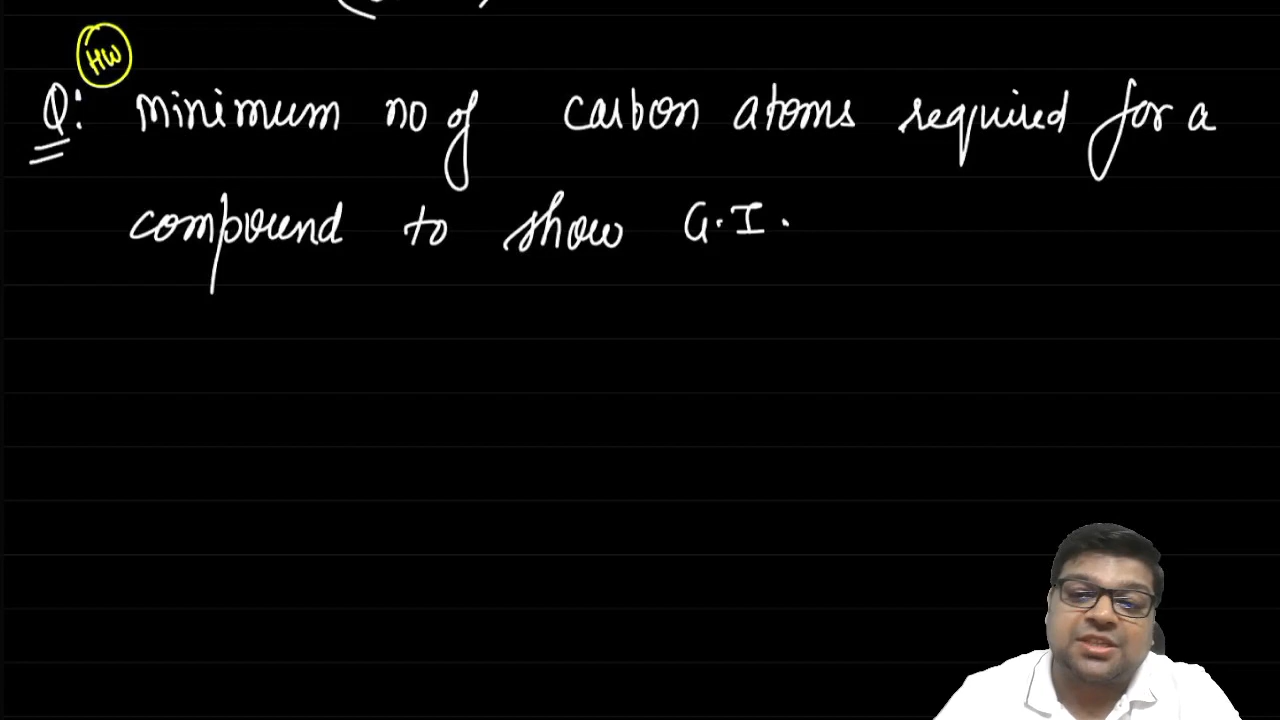 HW
Q: Minimum no of carbon atoms required for a
compound to show G.I.